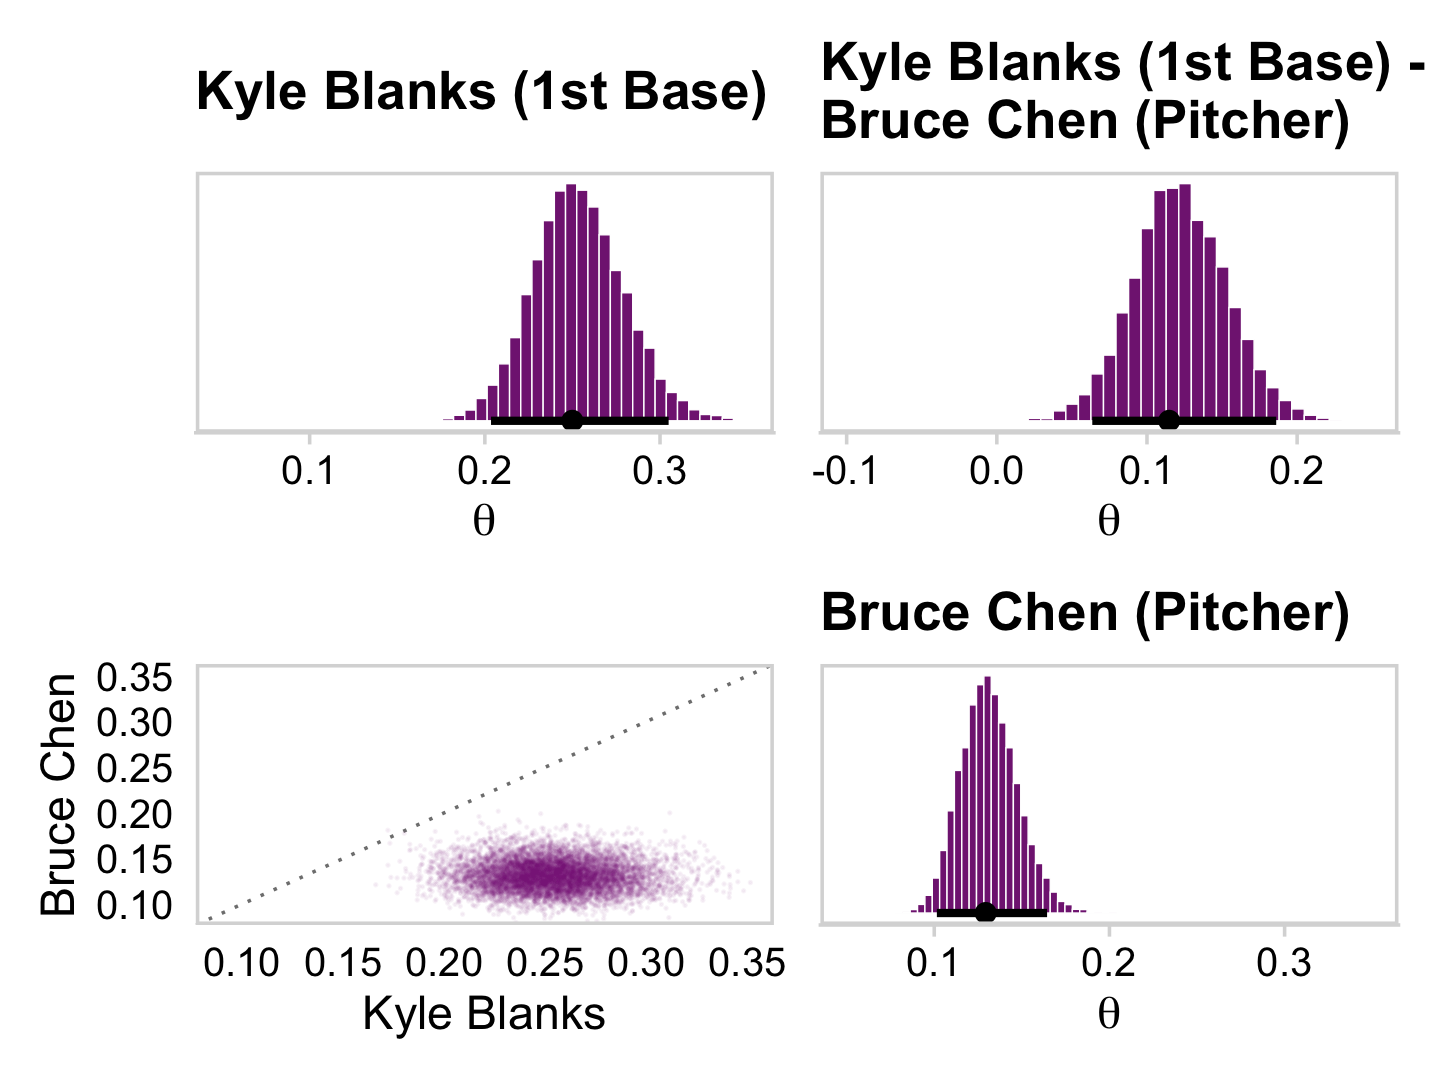 Kyle Blanks (1st Base)
Kyle Blanks (1st Base) -
Bruce Chen (Pitcher)
0.1 0.2 0.3
θ
-0.1 0.0 0.1 0.2
θ
Bruce Chen (Pitcher)
Bruce Chen
0.35
0.30
0.25
0.20
0.15
0.10
0.10 0.15 0.20 0.25 0.30 0.35
Kyle Blanks
0.1 0.2 0.3
θ